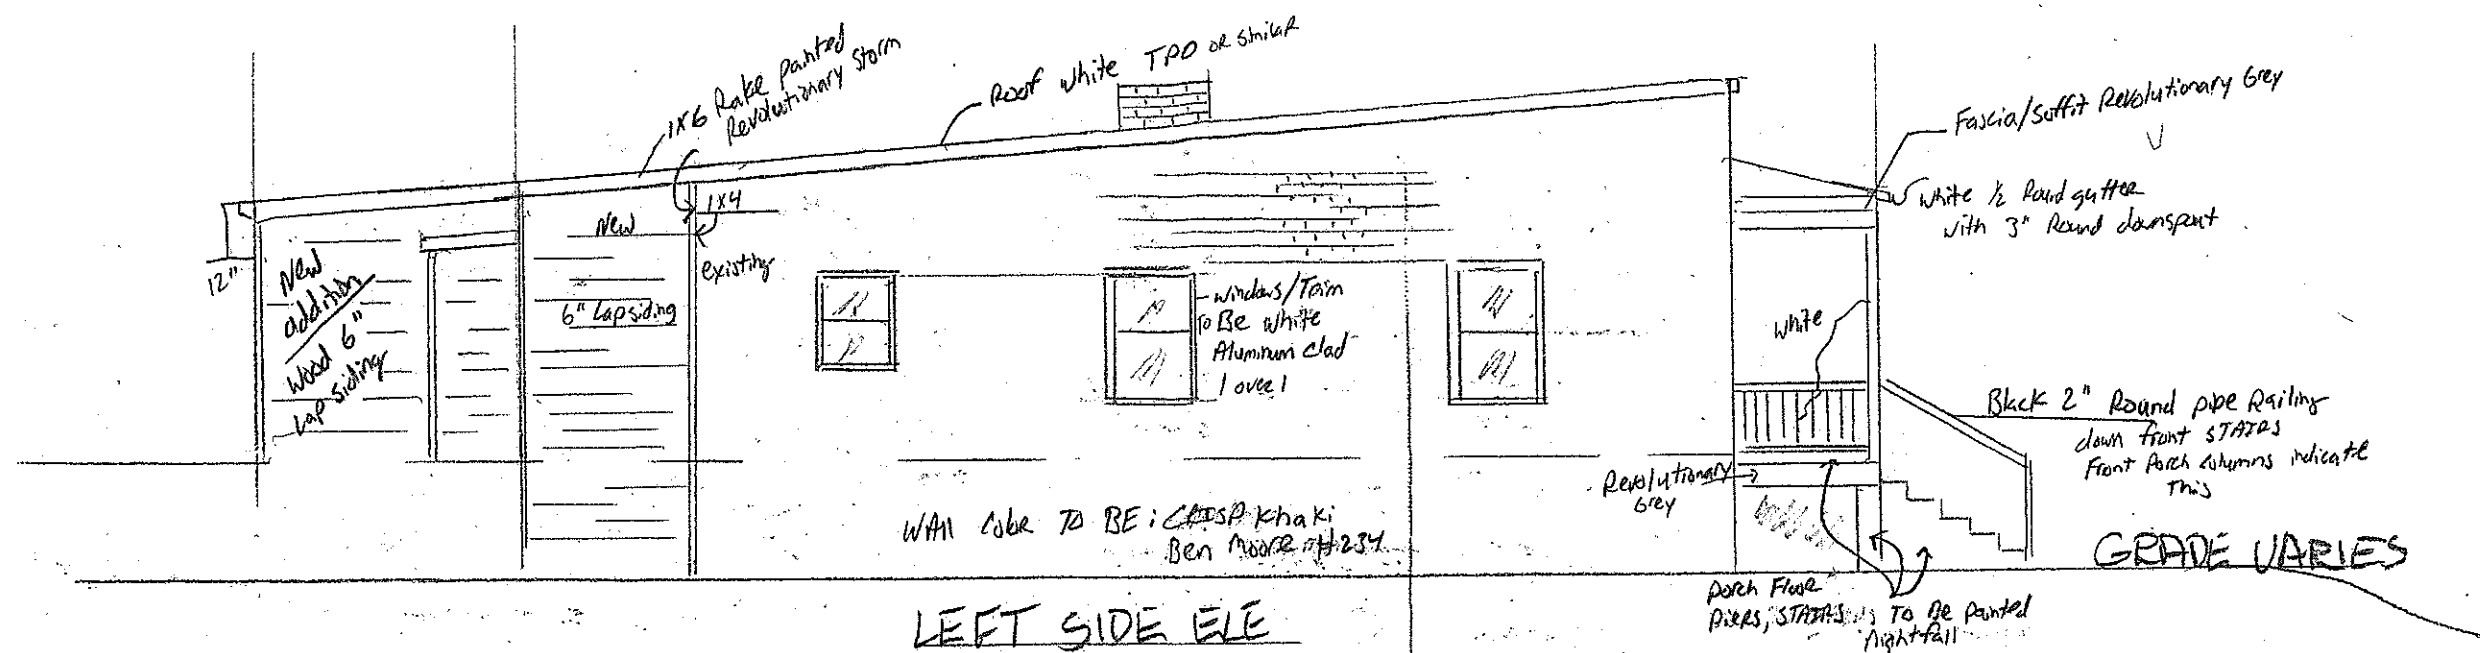 1X6 Rake painted
Revolutionary Storm
Roof white TPO or similar
Fascia/Soffit Revolutionary Grey
white 1/2 Round gutter
with 3" Round downspout
12"
New
addition
Wood 6"
Lap siding
New
1X4
existing
6" Lap siding
windows/Trim
To Be white
Aluminum Clad
1 over 1
white
Black 2" Round pipe Railing
down front STAIRS
Front Porch columns indicate
This
Revolutionary
Grey
WAll Color TO BE: CRISP Khaki
Ben Moore #234
GRADE VARIES
porch Floor
PIERS, STAIRS is To Be painted
nightfall
LEFT SIDE ELE